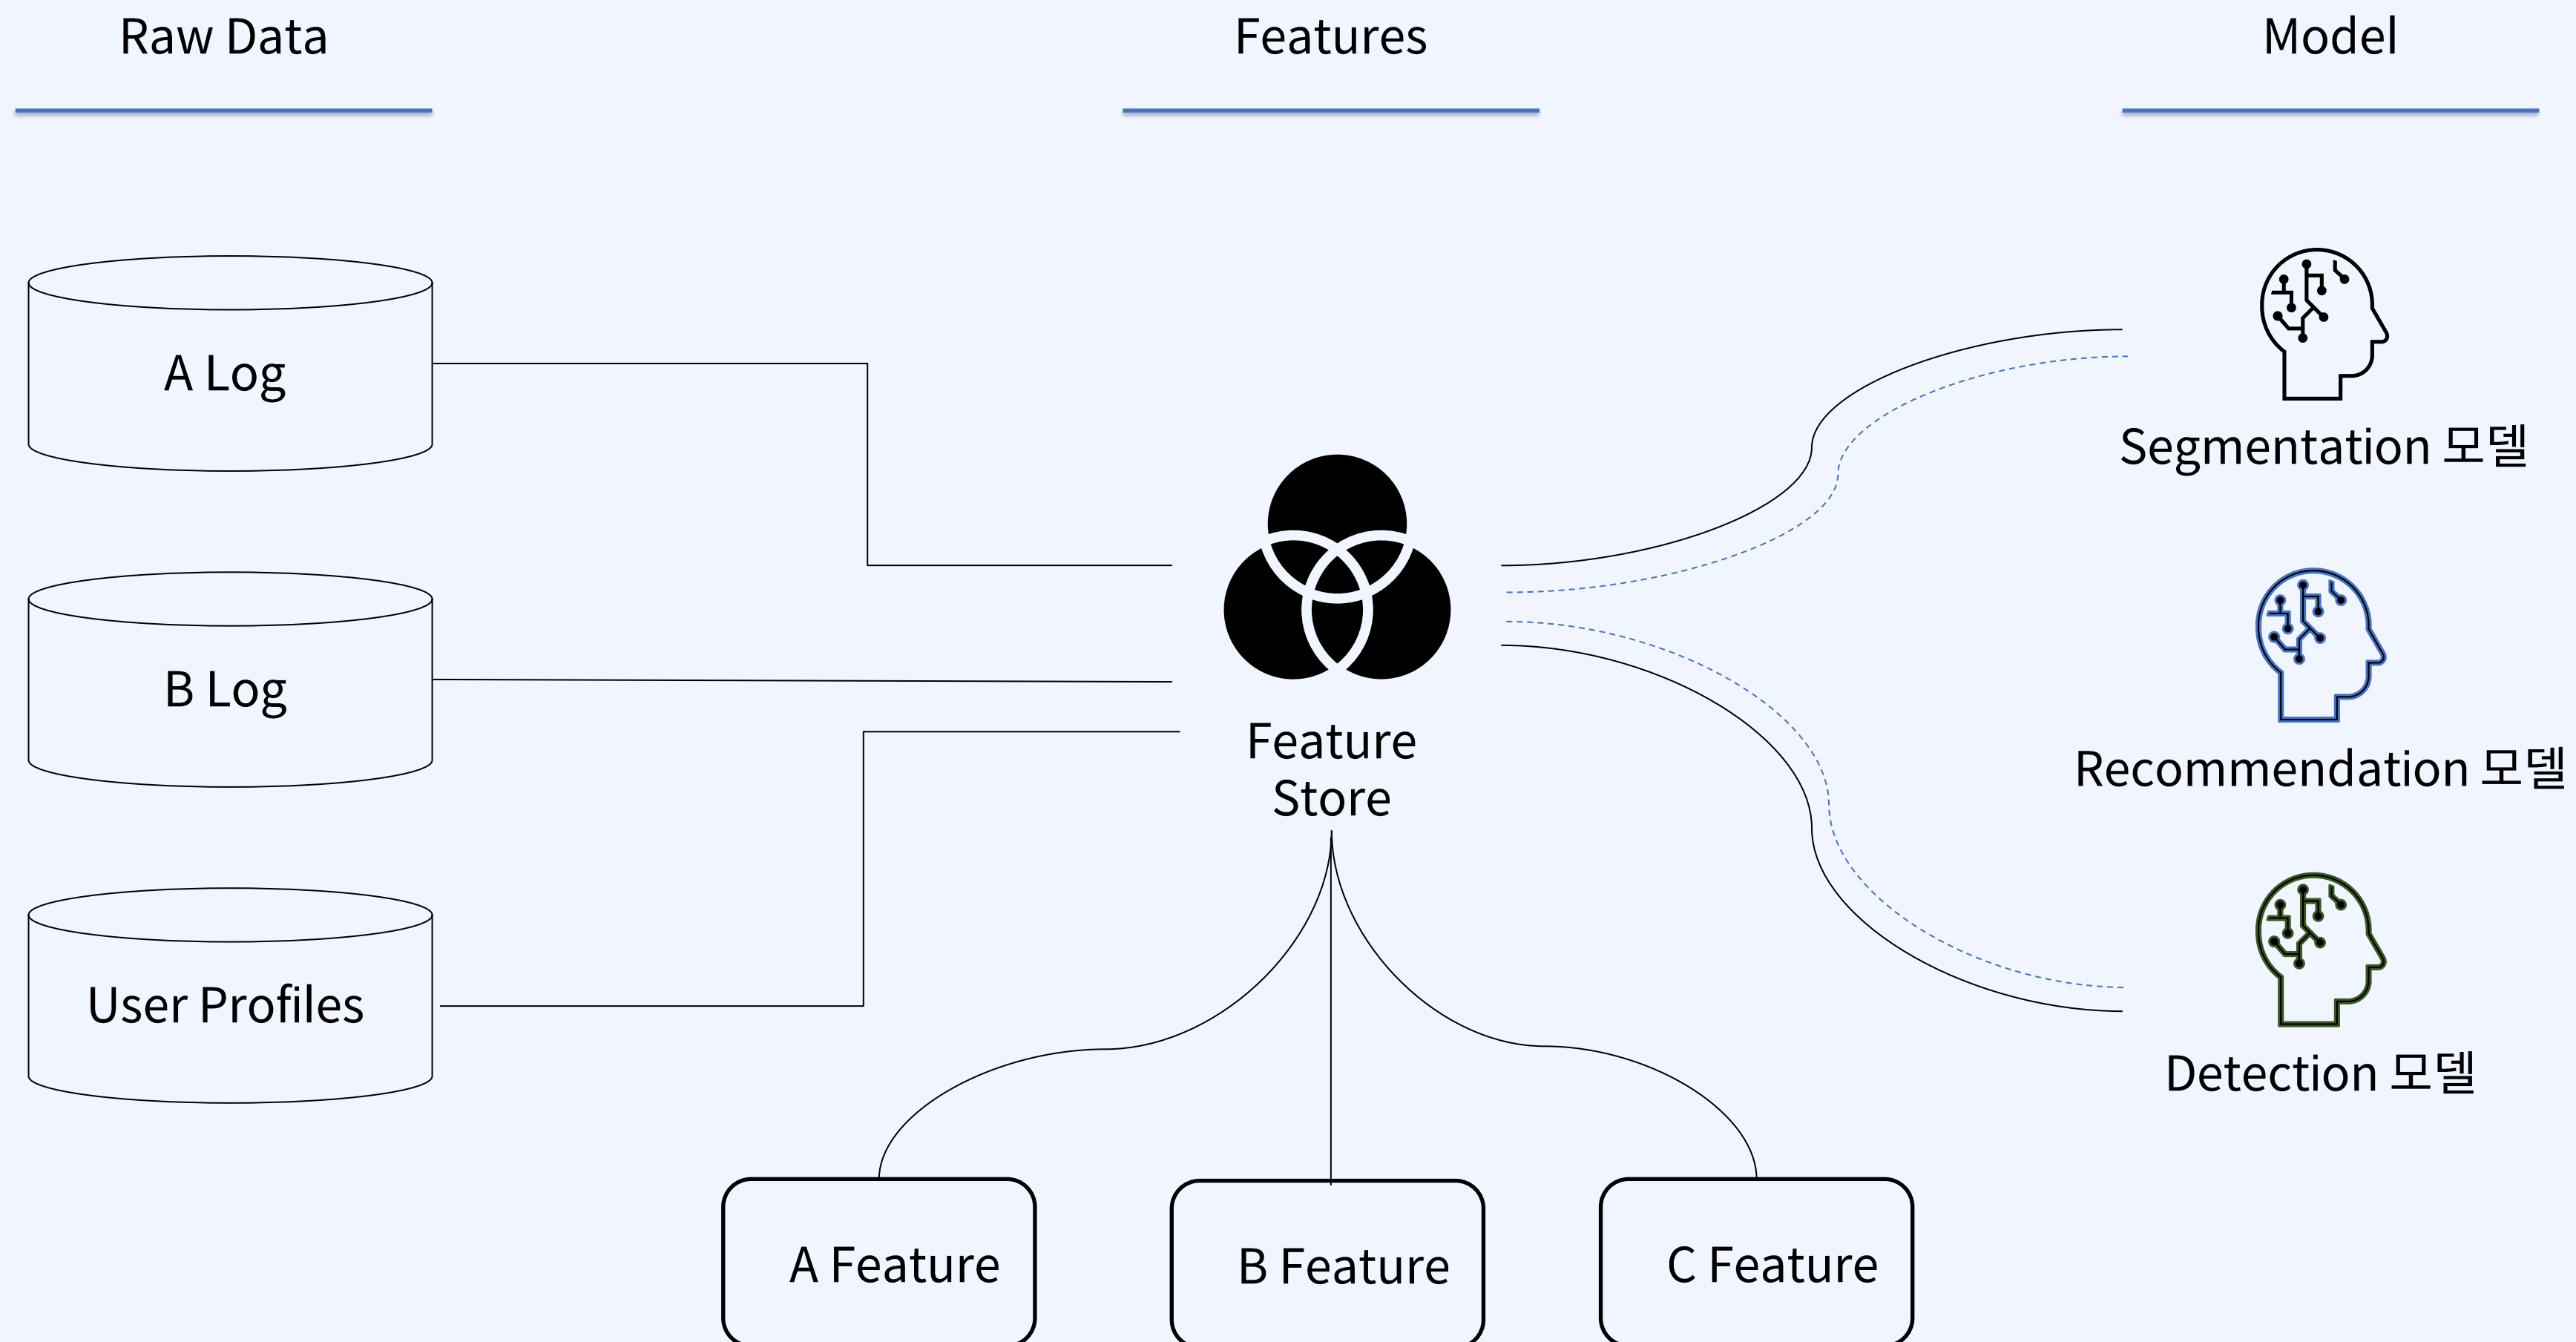 Raw Data
Features
Model
A Log
B Log
User Profiles
Feature
Store
A Feature
B Feature
C Feature
Segmentation 모델
Recommendation 모델
Detection 모델